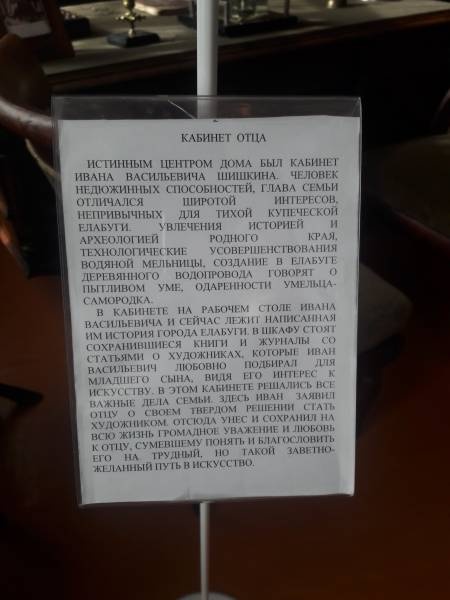 КАБИНЕТ ОТЦА
ИСТИННЫМ ЦЕНТРОМ ДОМА БЫЛ КАБИНЕТ
ИВАНА ВАСИЛЬЕВИЧА ШИШКИНА. ЧЕЛОВЕК
НЕДЮЖИННЫХ СПОСОБНОСТЕЙ, ГЛАВА СЕМЬИ
ОТЛИЧАЛСЯ ШИРОТОЙ ИНТЕРЕСОВ,
НЕПРИВЫЧНЫХ ДЛЯ ТИХОЙ КУПЕЧЕСКОЙ
ЕЛАБУГИ. УВЛЕЧЕНИЯ ИСТОРИЕЙ И
АРХЕОЛОГИЕЙ РОДНОГО КРАЯ,
ТЕХНОЛОГИЧЕСКИЕ УСОВЕРШЕНСТВОВАНИЯ
ВОДЯНОЙ МЕЛЬНИЦЫ, СОЗДАНИЕ В ЕЛАБУГЕ
ДЕРЕВЯННОГО ВОДОПРОВОДА ГОВОРЯТ О
ПЫТЛИВОМ УМЕ, ОДАРЕННОСТИ УМЕЛЬЦА-
САМОРОДКА.
В КАБИНЕТЕ НА РАБОЧЕМ СТОЛЕ ИВАНА
ВАСИЛЬЕВИЧА И СЕЙЧАС ЛЕЖИТ НАПИСАННАЯ
ИМ ИСТОРИЯ ГОРОДА ЕЛАБУГИ. В ШКАФУ СТОЯТ
СОХРАНИВШИЕСЯ КНИГИ И ЖУРНАЛЫ СО
СТАТЬЯМИ О ХУДОЖНИКАХ, КОТОРЫЕ ИВАН
ВАСИЛЬЕВИЧ ЛЮБОВНО ПОДБИРАЛ ДЛЯ
МЛАДШЕГО СЫНА, ВИДЯ ЕГО ИНТЕРЕС К
ИСКУССТВУ. В ЭТОМ КАБИНЕТЕ РЕШАЛИСЬ ВСЕ
ВАЖНЫЕ ДЕЛА СЕМЬИ. ЗДЕСЬ ИВАН ЗАЯВИЛ
ОТЦУ О СВОЕМ ТВЕРДОМ РЕШЕНИИ СТАТЬ
ХУДОЖНИКОМ. ОТСЮДА УНЕС И СОХРАНИЛ НА
ВСЮ ЖИЗНЬ ГРОМАДНОЕ УВАЖЕНИЕ И ЛЮБОВЬ
К ОТЦУ, СУМЕВШЕМУ ПОНЯТЬ И БЛАГОСЛОВИТЬ
ЕГО НА ТРУДНЫЙ, НО ТАКОЙ ЗАВЕТНО-
ЖЕЛАННЫЙ ПУТЬ В ИСКУССТВО.